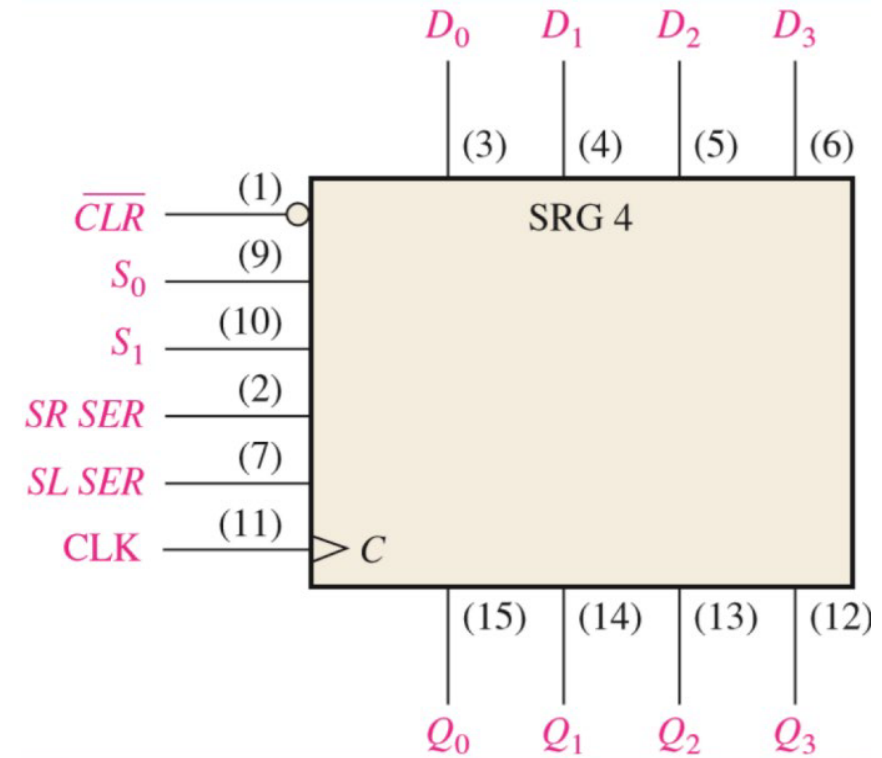 D₀ D₁ D₂ D₃
(3) (4) (5) (6)
C̅L̅R̅ (1) SRG 4
S₀ (9)
S₁ (10)
SR SER (2)
SL SER (7)
CLK (11) C
(15) (14) (13) (12)
Q₀ Q₁ Q₂ Q₃